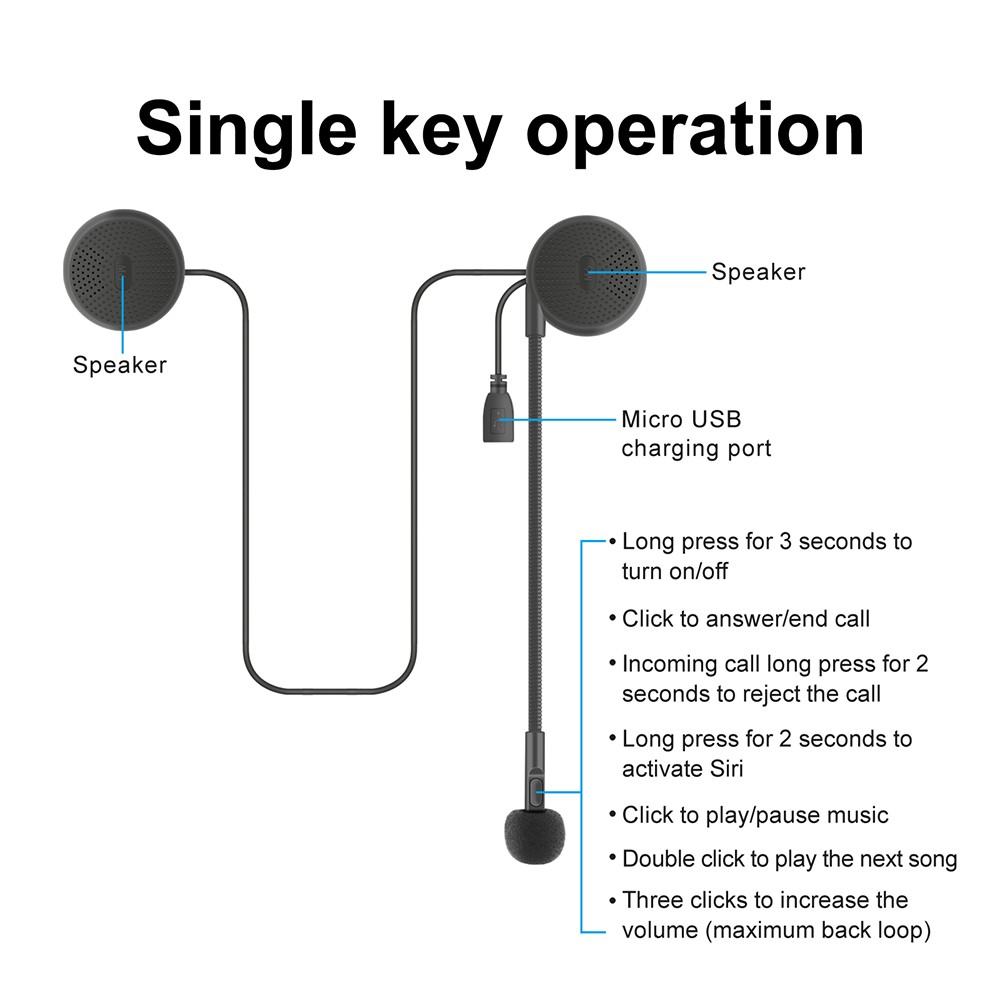 Single key operation
Speaker
Speaker
Micro USB
charging port
• Long press for 3 seconds to
turn on/off
• Click to answer/end call
• Incoming call long press for 2
seconds to reject the call
• Long press for 2 seconds to
activate Siri
• Click to play/pause music
• Double click to play the next song
• Three clicks to increase the
volume (maximum back loop)